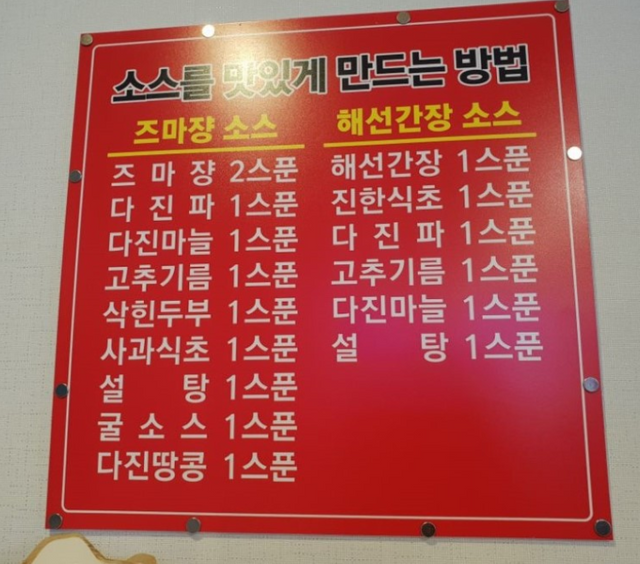 소스를 맛있게 만드는 방법
즈마쟝 소스
즈 마 쟝 2스푼
다 진 파 1스푼
다진마늘 1스푼
고추기름 1스푼
삭힌두부 1스푼
사과식초 1스푼
설 탕 1스푼
굴 소 스 1스푼
다진땅콩 1스푼
해선간장 소스
해선간장 1스푼
진한식초 1스푼
다 진 파 1스푼
고추기름 1스푼
다진마늘 1스푼
설 탕 1스푼